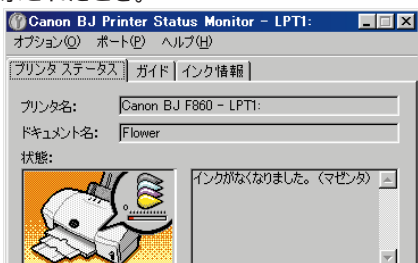 Canon BJ Printer Status Monitor - LPT1:
オプション(O) ポート(P) ヘルプ(H)
プリンタ ステータス ガイド インク情報
プリンタ名: Canon BJ F860 - LPT1:
ドキュメント名: Flower
状態:
インクがなくなりました。(マゼンタ)